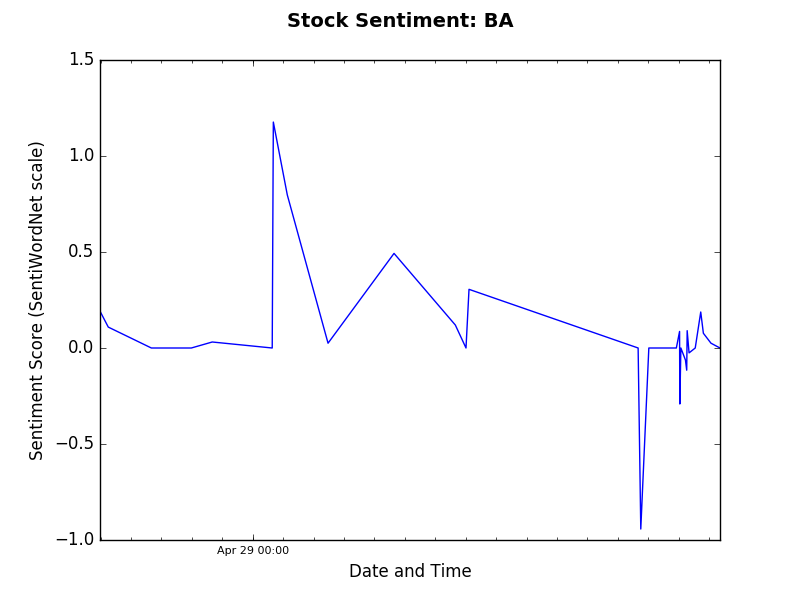 Stock Sentiment: BA
1.5
1.0
0.5
0.0
−0.5
−1.0
Sentiment Score (SentiWordNet scale)
Apr 29 00:00
Date and Time